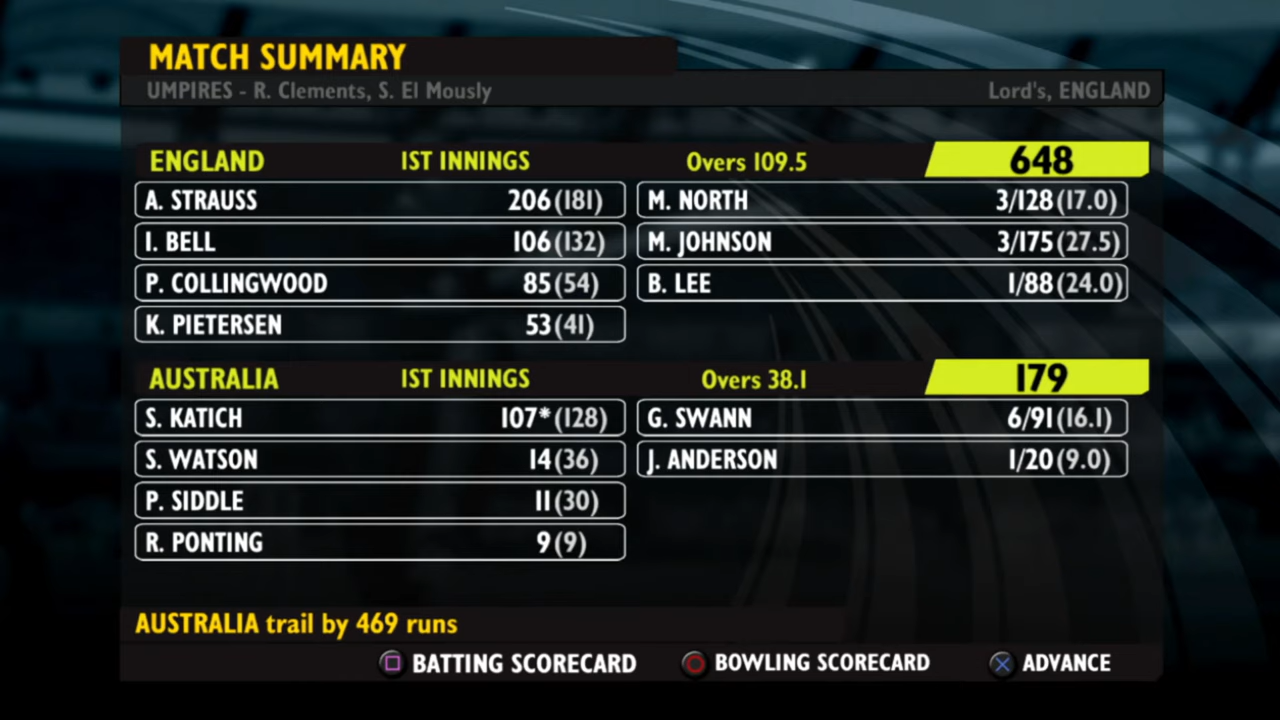 MATCH SUMMARY
UMPIRES - R. Clements, S. El Mously Lord's, ENGLAND
ENGLAND 1ST INNINGS Overs 109.5 648
A. STRAUSS 206 (181) M. NORTH 3/128 (17.0)
I. BELL 106 (132) M. JOHNSON 3/175 (27.5)
P. COLLINGWOOD 85 (54) B. LEE 1/88 (24.0)
K. PIETERSEN 53 (41)
AUSTRALIA 1ST INNINGS Overs 38.1 179
S. KATICH 107* (128) G. SWANN 6/91 (16.1)
S. WATSON 14 (36) J. ANDERSON 1/20 (9.0)
P. SIDDLE 11 (30)
R. PONTING 9 (9)
AUSTRALIA trail by 469 runs
BATTING SCORECARD BOWLING SCORECARD ADVANCE